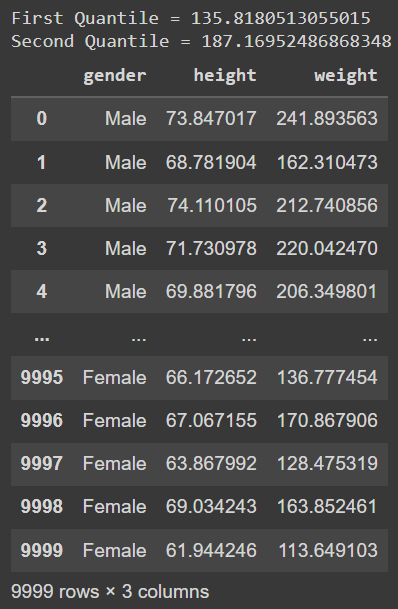 First Quantile = 135.8180513055015
Second Quantile = 187.16952486868348
gender height weight
0 Male 73.847017 241.893563
1 Male 68.781904 162.310473
2 Male 74.110105 212.740856
3 Male 71.730978 220.042470
4 Male 69.881796 206.349801
... ... ... ...
9995 Female 66.172652 136.777454
9996 Female 67.067155 170.867906
9997 Female 63.867992 128.475319
9998 Female 69.034243 163.852461
9999 Female 61.944246 113.649103
9999 rows × 3 columns